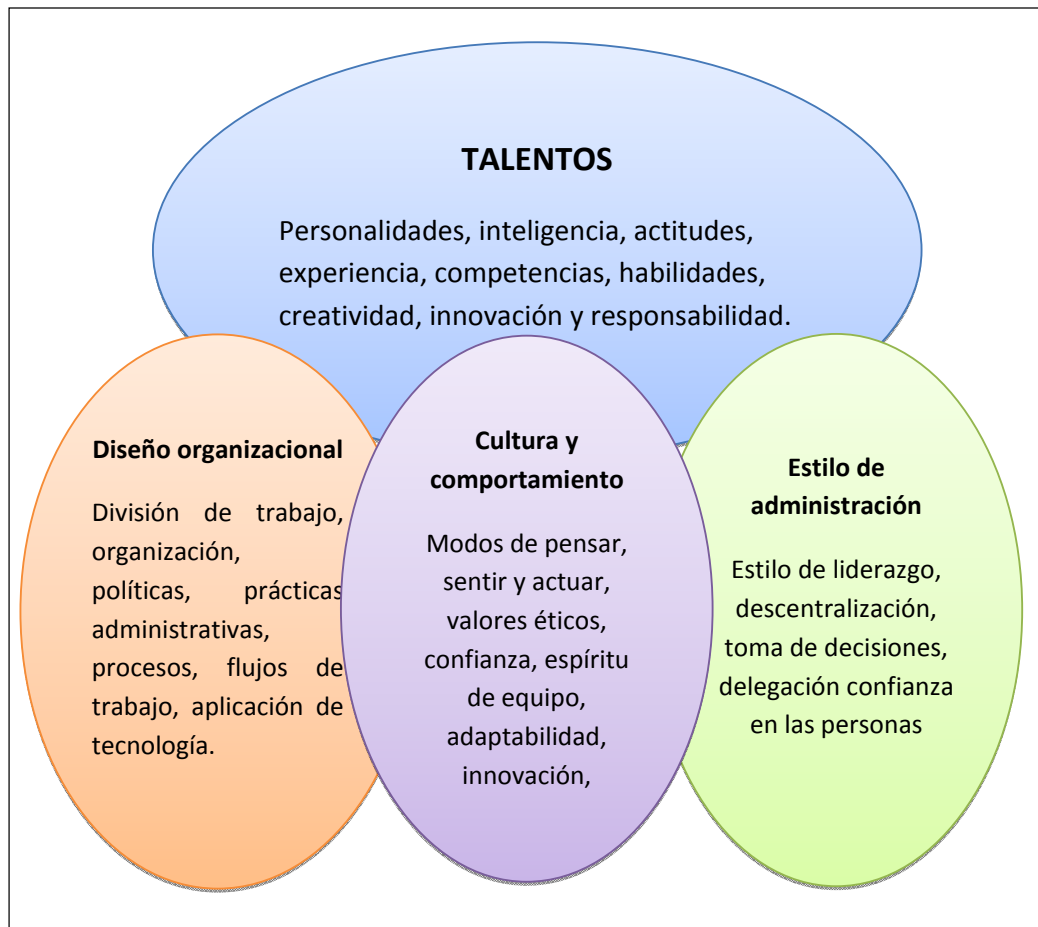 TALENTOS
Personalidades, inteligencia, actitudes,
experiencia, competencias, habilidades,
creatividad, innovación y responsabilidad.
Diseño organizacional
División de trabajo,
organización,
políticas, prácticas
administrativas,
procesos, flujos de
trabajo, aplicación de
tecnología.
Cultura y
comportamiento
Modos de pensar,
sentir y actuar,
valores éticos,
confianza, espíritu
de equipo,
adaptabilidad,
innovación,
Estilo de
administración
Estilo de liderazgo,
descentralización,
toma de decisiones,
delegación confianza
en las personas